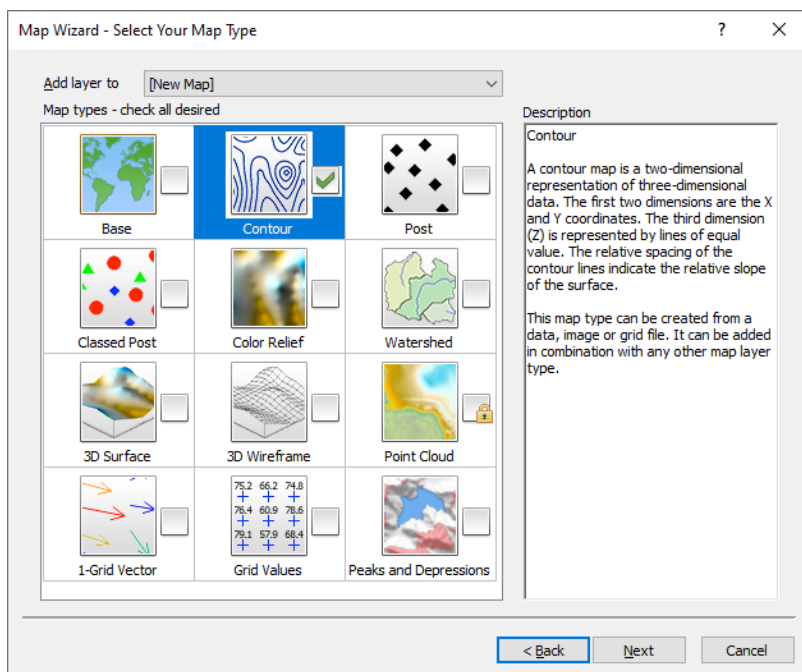 Map Wizard - Select Your Map Type
?
Add layer to
[New Map]
Map types - check all desired
Base
Contour
Post
Classed Post
Color Relief
Watershed
3D Surface
3D Wireframe
Point Cloud
1-Grid Vector
75.2 66.2 74.8
76.4 60.9 78.6
79.1 57.9 68.4
Grid Values
Peaks and Depressions
Description
Contour
A contour map is a two-dimensional
representation of three-dimensional
data. The first two dimensions are the X
and Y coordinates. The third dimension
(Z) is represented by lines of equal
value. The relative spacing of the
contour lines indicate the relative slope
of the surface.
This map type can be created from a
data, image or grid file. It can be added
in combination with any other map layer
type.
< Back
Next
Cancel